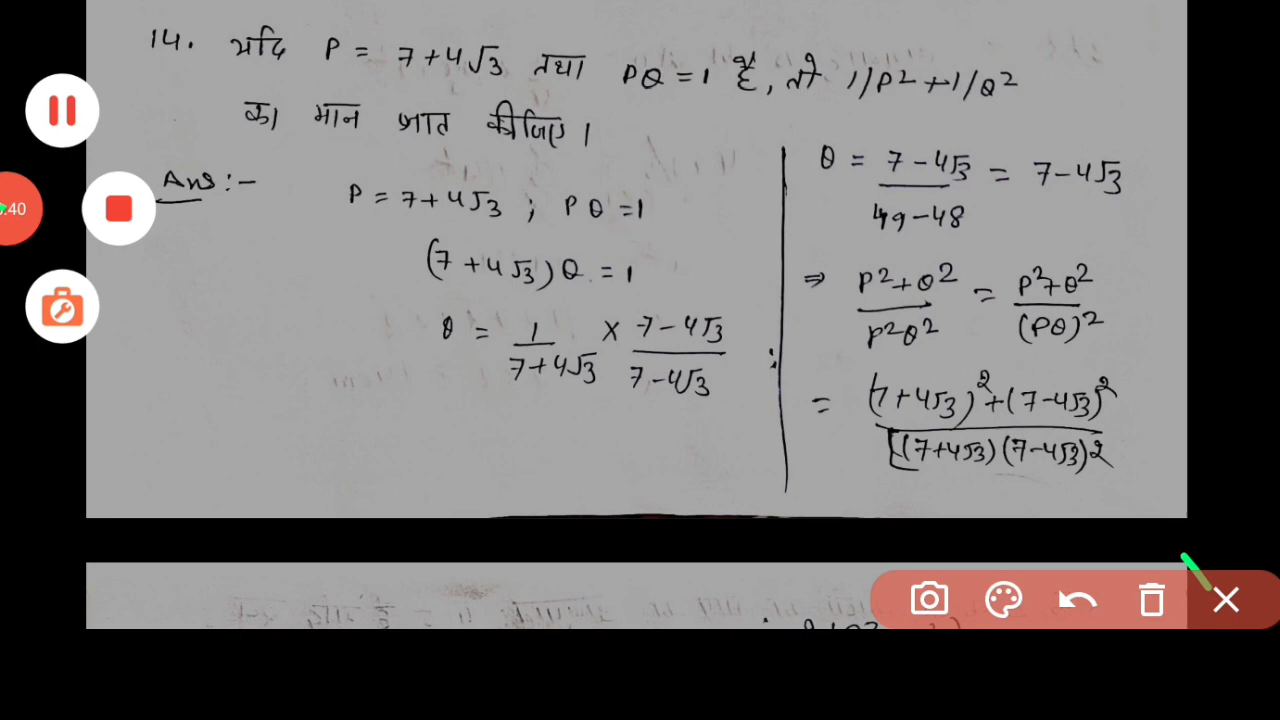 14. यदि P = 7+4√3 तथा PQ = 1 है, तो 1/P² + 1/Q²
का मान ज्ञात कीजिए।
Ans :-
P = 7+4√3 ; PQ = 1
(7+4√3)Q = 1
Q = 1/(7+4√3) × (7-4√3)/(7-4√3) ;
Q = (7-4√3)/(49-48) = 7-4√3
⇒ (P²+Q²)/(P²Q²) = (P²+Q²)/(PQ)²
= ((7+4√3)²+(7-4√3)²)/[(7+4√3)(7-4√3)²
:40